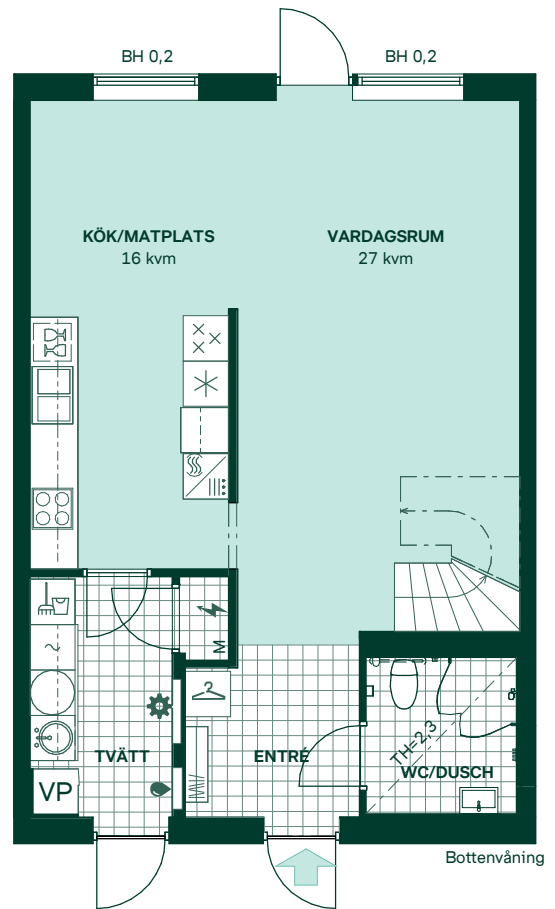 BH 0,2
BH 0,2
KÖK/MATPLATS
16 kvm
VARDAGSRUM
27 kvm
M
TVÄTT
ENTRÉ
TH=2,3
WC/DUSCH
VP
Bottenvåning